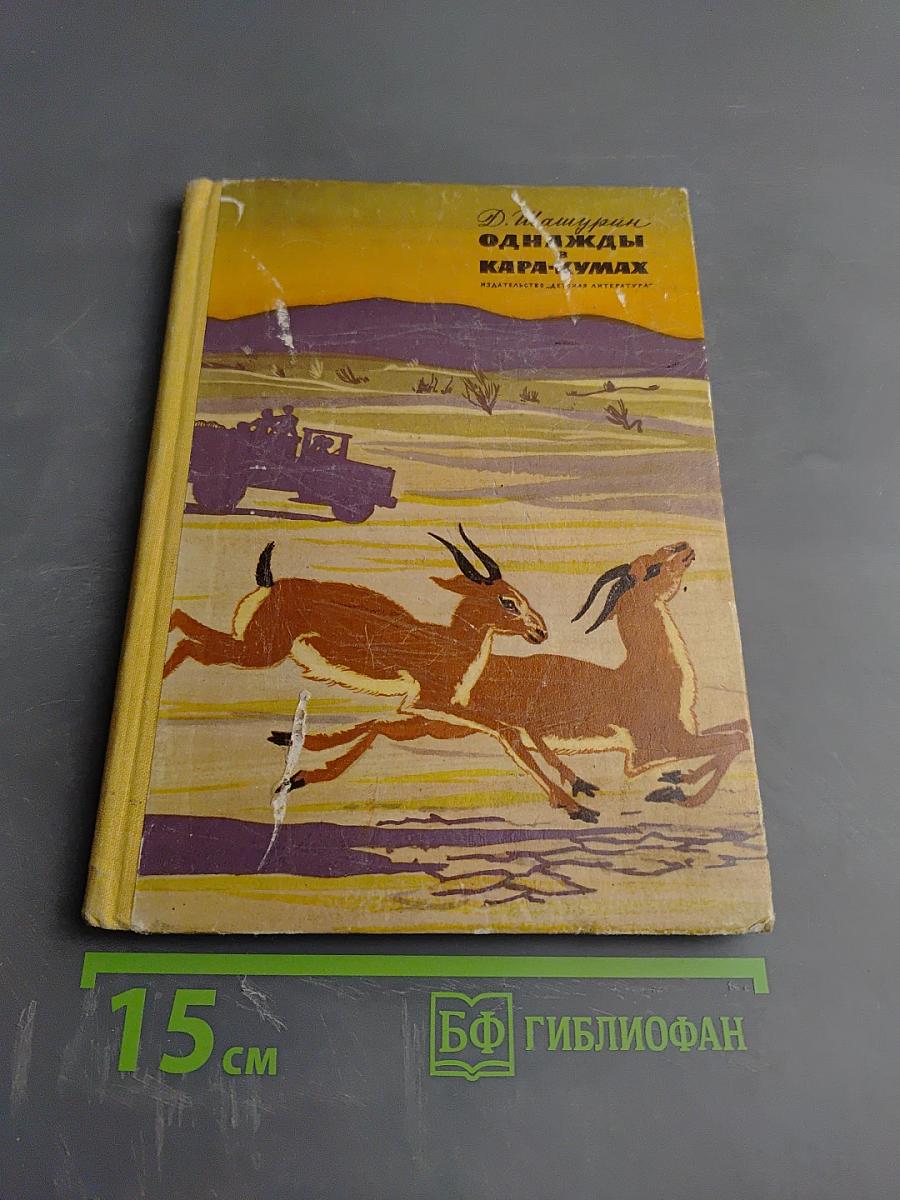 Д. Шашурин
ОДНАЖДЫ
В
КАРА-КУМАХ
ИЗДАТЕЛЬСТВО „ДЕТСКАЯ ЛИТЕРАТУРА"
15 СМ
БФ ГИБЛИОФАН